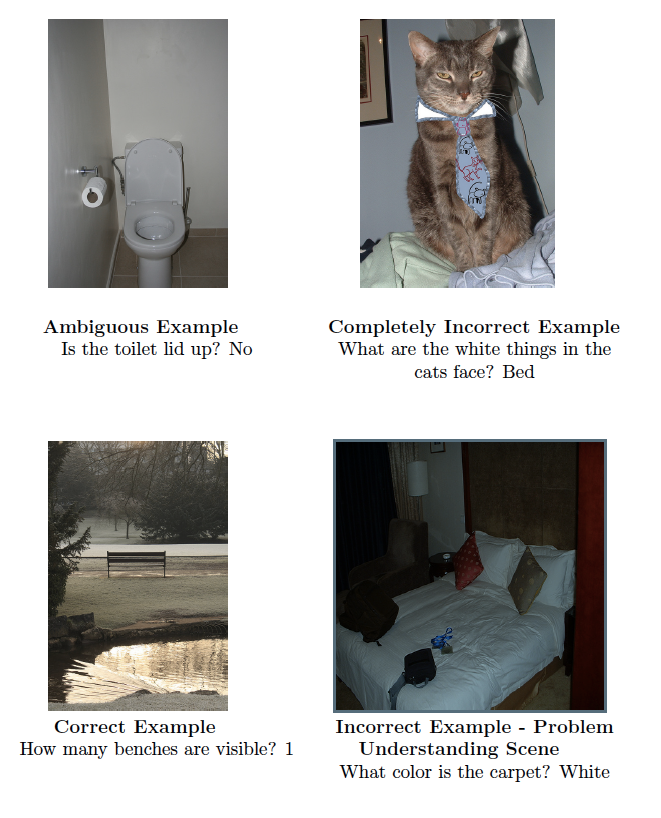 Ambiguous Example
Is the toilet lid up? No
Completely Incorrect Example
What are the white things in the
cats face? Bed
Correct Example
How many benches are visible? 1
Incorrect Example - Problem
Understanding Scene
What color is the carpet? White